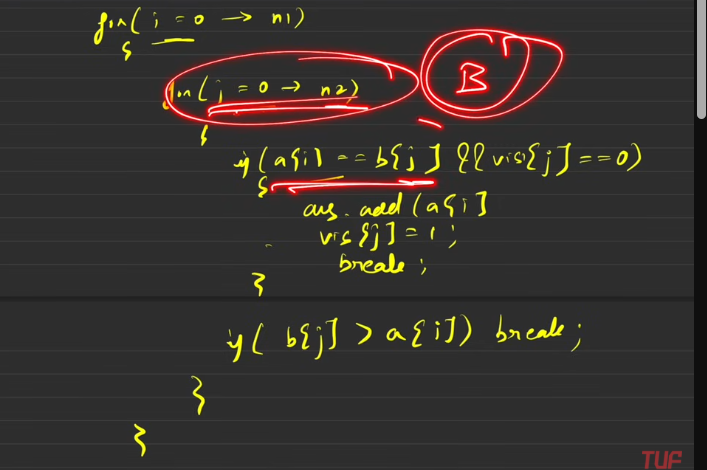 for( i = 0 → n1)
{
for( j = 0 → n2)
B
{
if( a[i] == b[j] && vis[j] == 0)
{
ans.add(a[i]
vis[j] = 1;
break;
}
if( b[j] > a[i]) break;
}
}
TUF